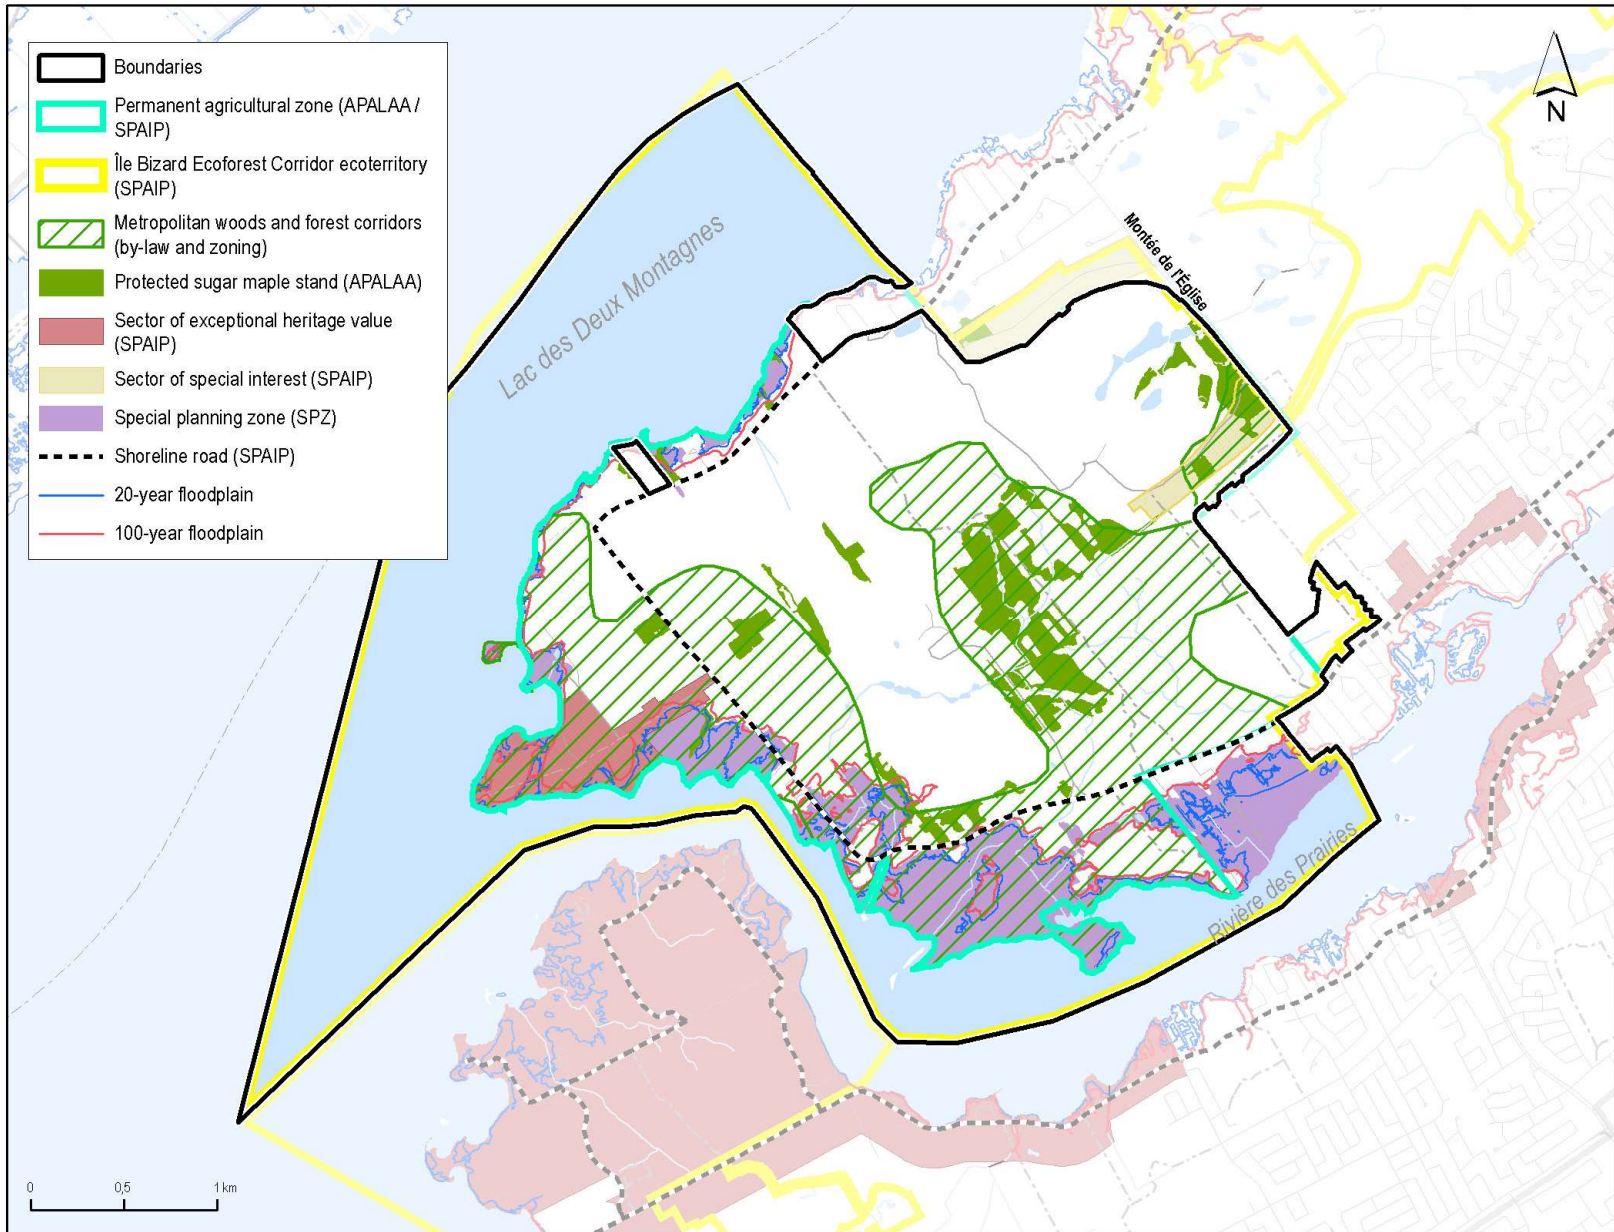 Boundaries
Permanent agricultural zone (APALAA /
SPAIP)
Île Bizard Ecoforest Corridor ecoterritory
(SPAIP)
Metropolitan woods and forest corridors
(by-law and zoning)
Protected sugar maple stand (APALAA)
Sector of exceptional heritage value
(SPAIP)
Sector of special interest (SPAIP)
Special planning zone (SPZ)
Shoreline road (SPAIP)
20-year floodplain
100-year floodplain
N
Lac des Deux Montagnes
Montée de l'Église
Rivière des Prairies
0 0,5 1 km